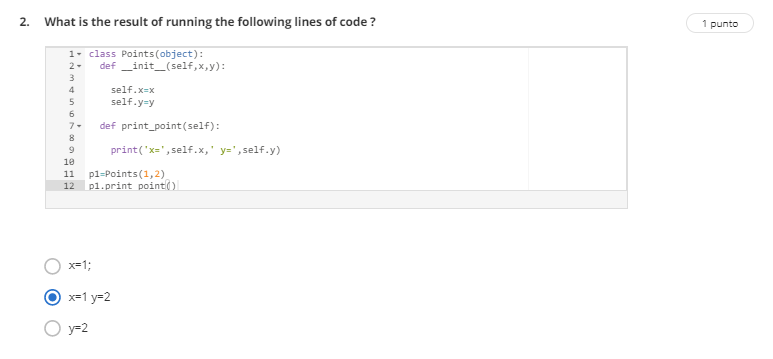 2. What is the result of running the following lines of code ?
1 punto
1 class Points(object):
2 def __init__(self,x,y):
3
4 self.x=x
5 self.y=y
6
7 def print_point(self):
8
9 print('x=',self.x,' y=',self.y)
10
11 p1=Points(1,2)
12 p1.print_point()
x=1;
x=1 y=2
y=2